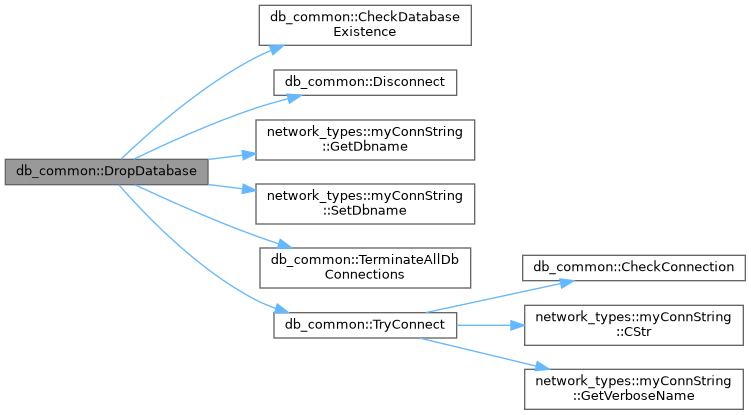 db_common::DropDatabase
db_common::CheckDatabase
Existence
db_common::Disconnect
network_types::myConnString
::GetDbname
network_types::myConnString
::SetDbname
db_common::TerminateAllDb
Connections
db_common::TryConnect
db_common::CheckConnection
network_types::myConnString
::CStr
network_types::myConnString
::GetVerboseName